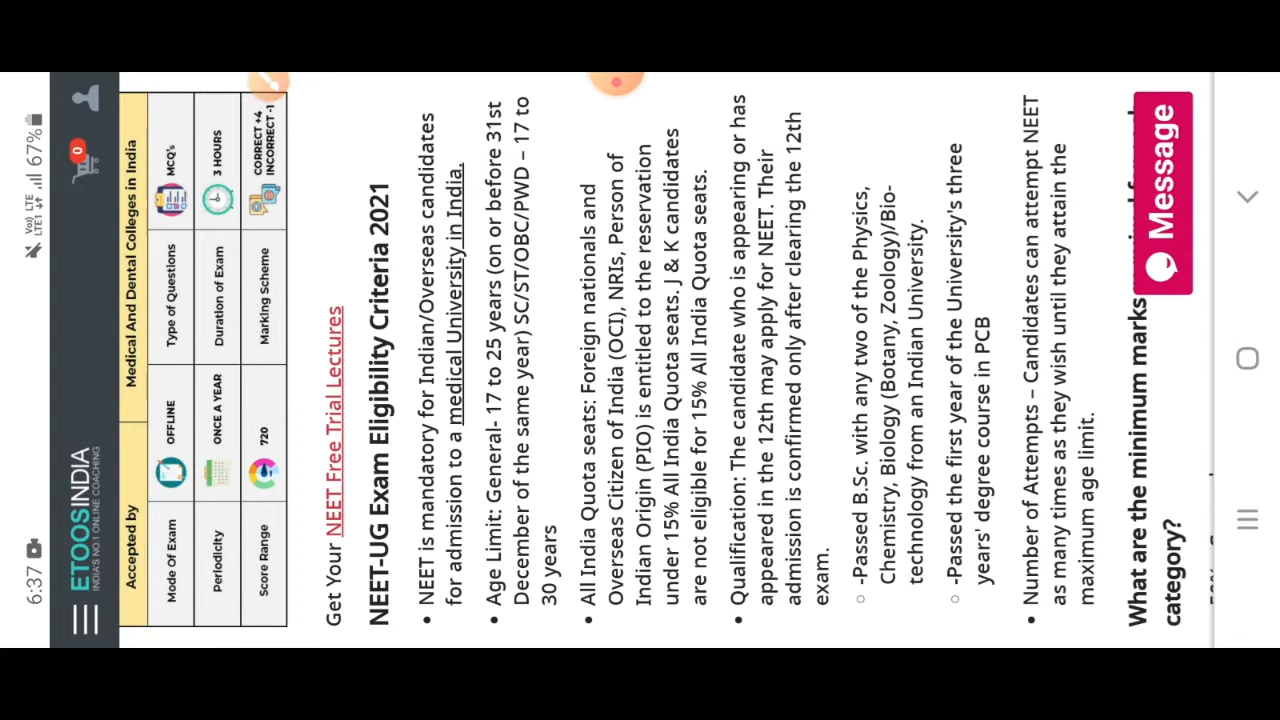 6:37
Vo)) LTE
LTE1
67%
ETOOSINDIA
INDIA'S NO.1 ONLINE COACHING
0
Accepted by Medical And Dental Colleges in India
Mode of Exam OFFLINE Type of Questions MCQ's
Periodicity ONCE A YEAR Duration of Exam 3 HOURS
Score Range 720 Marking Scheme CORRECT +4
INCORRECT -1
Get Your NEET Free Trial Lectures
NEET-UG Exam Eligibility Criteria 2021
• NEET is mandatory for Indian/Overseas candidates
for admission to a medical University in India.
• Age Limit: General- 17 to 25 years (on or before 31st
December of the same year) SC/ST/OBC/PWD – 17 to
30 years
• All India Quota seats: Foreign nationals and
Overseas Citizen of India (OCI), NRIs, Person of
Indian Origin (PIO) is entitled to the reservation
under 15% All India Quota seats. J & K candidates
are not eligible for 15% All India Quota seats.
• Qualification: The candidate who is appearing or has
appeared in the 12th may apply for NEET. Their
admission is confirmed only after clearing the 12th
exam.
○ -Passed B.Sc. with any two of the Physics,
Chemistry, Biology (Botany, Zoology)/Bio-
technology from an Indian University.
○ -Passed the first year of the University's three
years' degree course in PCB
• Number of Attempts – Candidates can attempt NEET
as many times as they wish until they attain the
maximum age limit.
What are the minimum marks
category?
Message